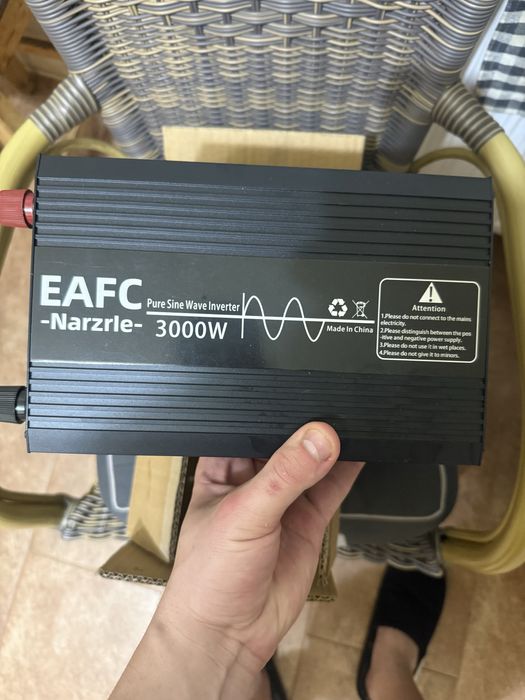 EAFC
-Narzrle-
Pure Sine Wave Inverter
3000W
Made In China
Attention
1.Please do not connect to the mains
electricity.
2.Please distinguish between the pos
-itive and negative power supply.
3.Please do not use it in wet places.
4.Please do not give it to minors.